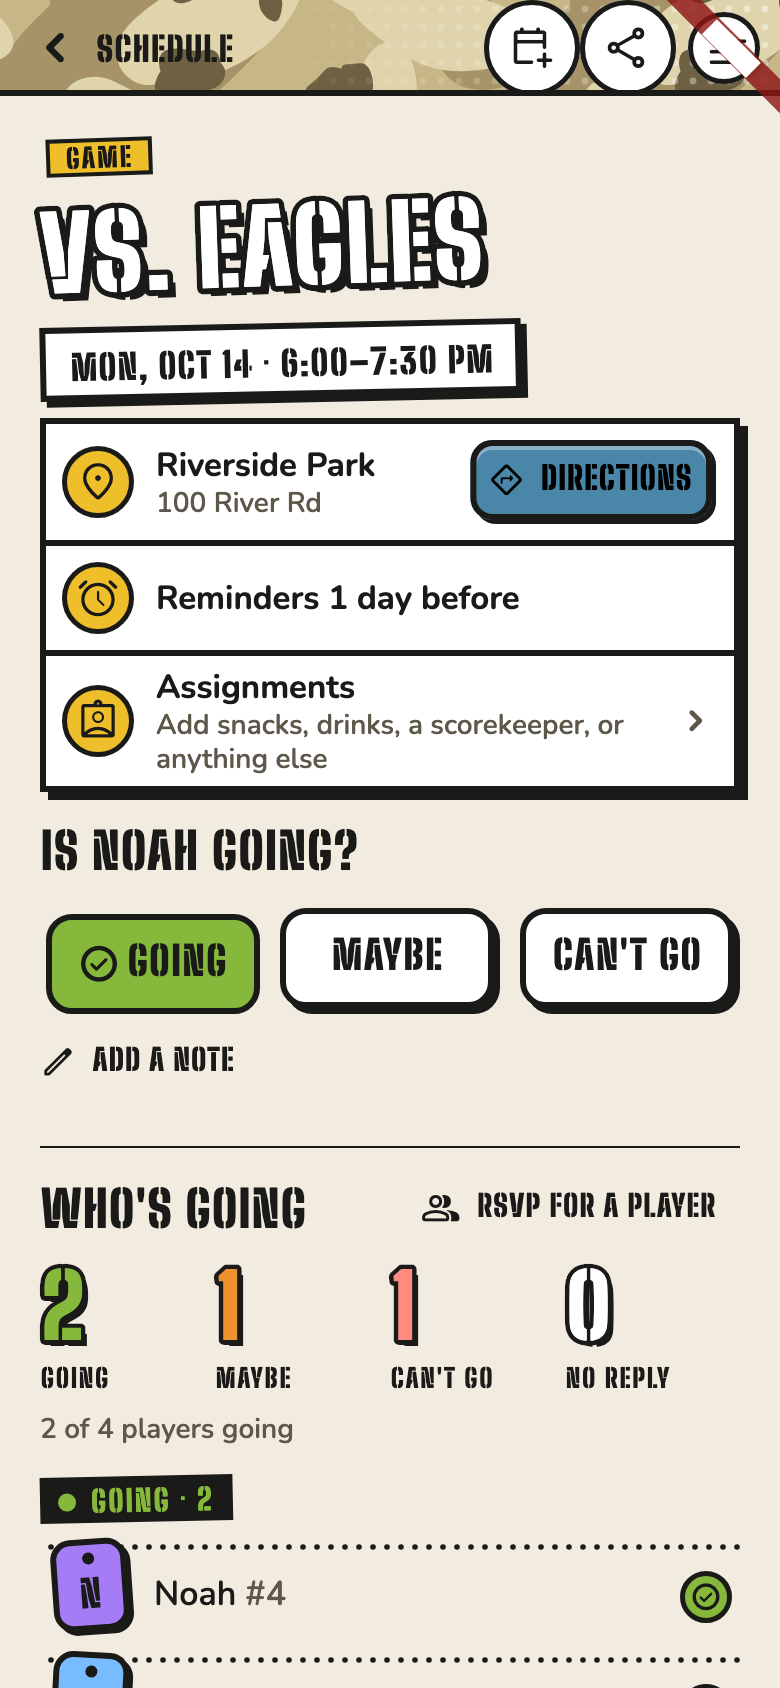 SCHEDULE
GAME
VS. EAGLES
MON, OCT 14 · 6:00–7:30 PM
Riverside Park
100 River Rd
DIRECTIONS
Reminders 1 day before
Assignments
Add snacks, drinks, a scorekeeper, or
anything else
IS NOAH GOING?
GOING
MAYBE
CAN'T GO
ADD A NOTE
WHO'S GOING
RSVP FOR A PLAYER
2
1
1
0
GOING
MAYBE
CAN'T GO
NO REPLY
2 of 4 players going
GOING · 2
N
Noah #4